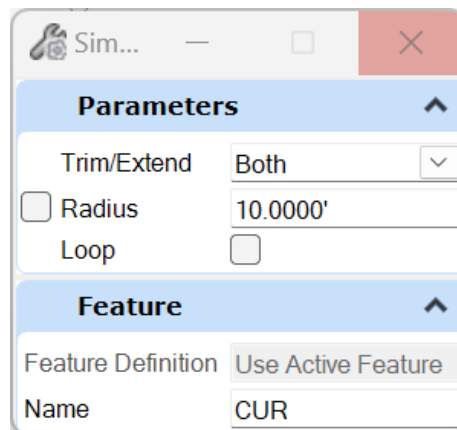 Sim...
Parameters
Trim/Extend Both
Radius 10.0000'
Loop
Feature
Feature Definition Use Active Feature
Name CUR